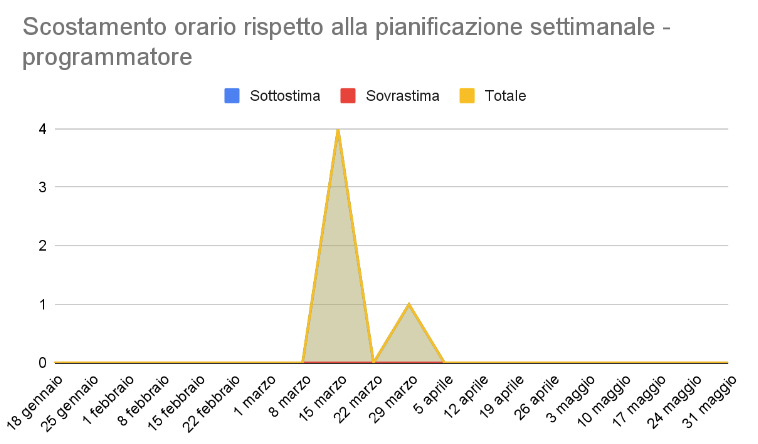 Scostamento orario rispetto alla pianificazione settimanale -
programmatore
Sottostima Sovrastima Totale
4
3
2
1
0
18 gennaio
25 gennaio
1 febbraio
8 febbraio
15 febbraio
22 febbraio
1 marzo
8 marzo
15 marzo
22 marzo
29 marzo
5 aprile
12 aprile
19 aprile
26 aprile
3 maggio
10 maggio
17 maggio
24 maggio
31 maggio